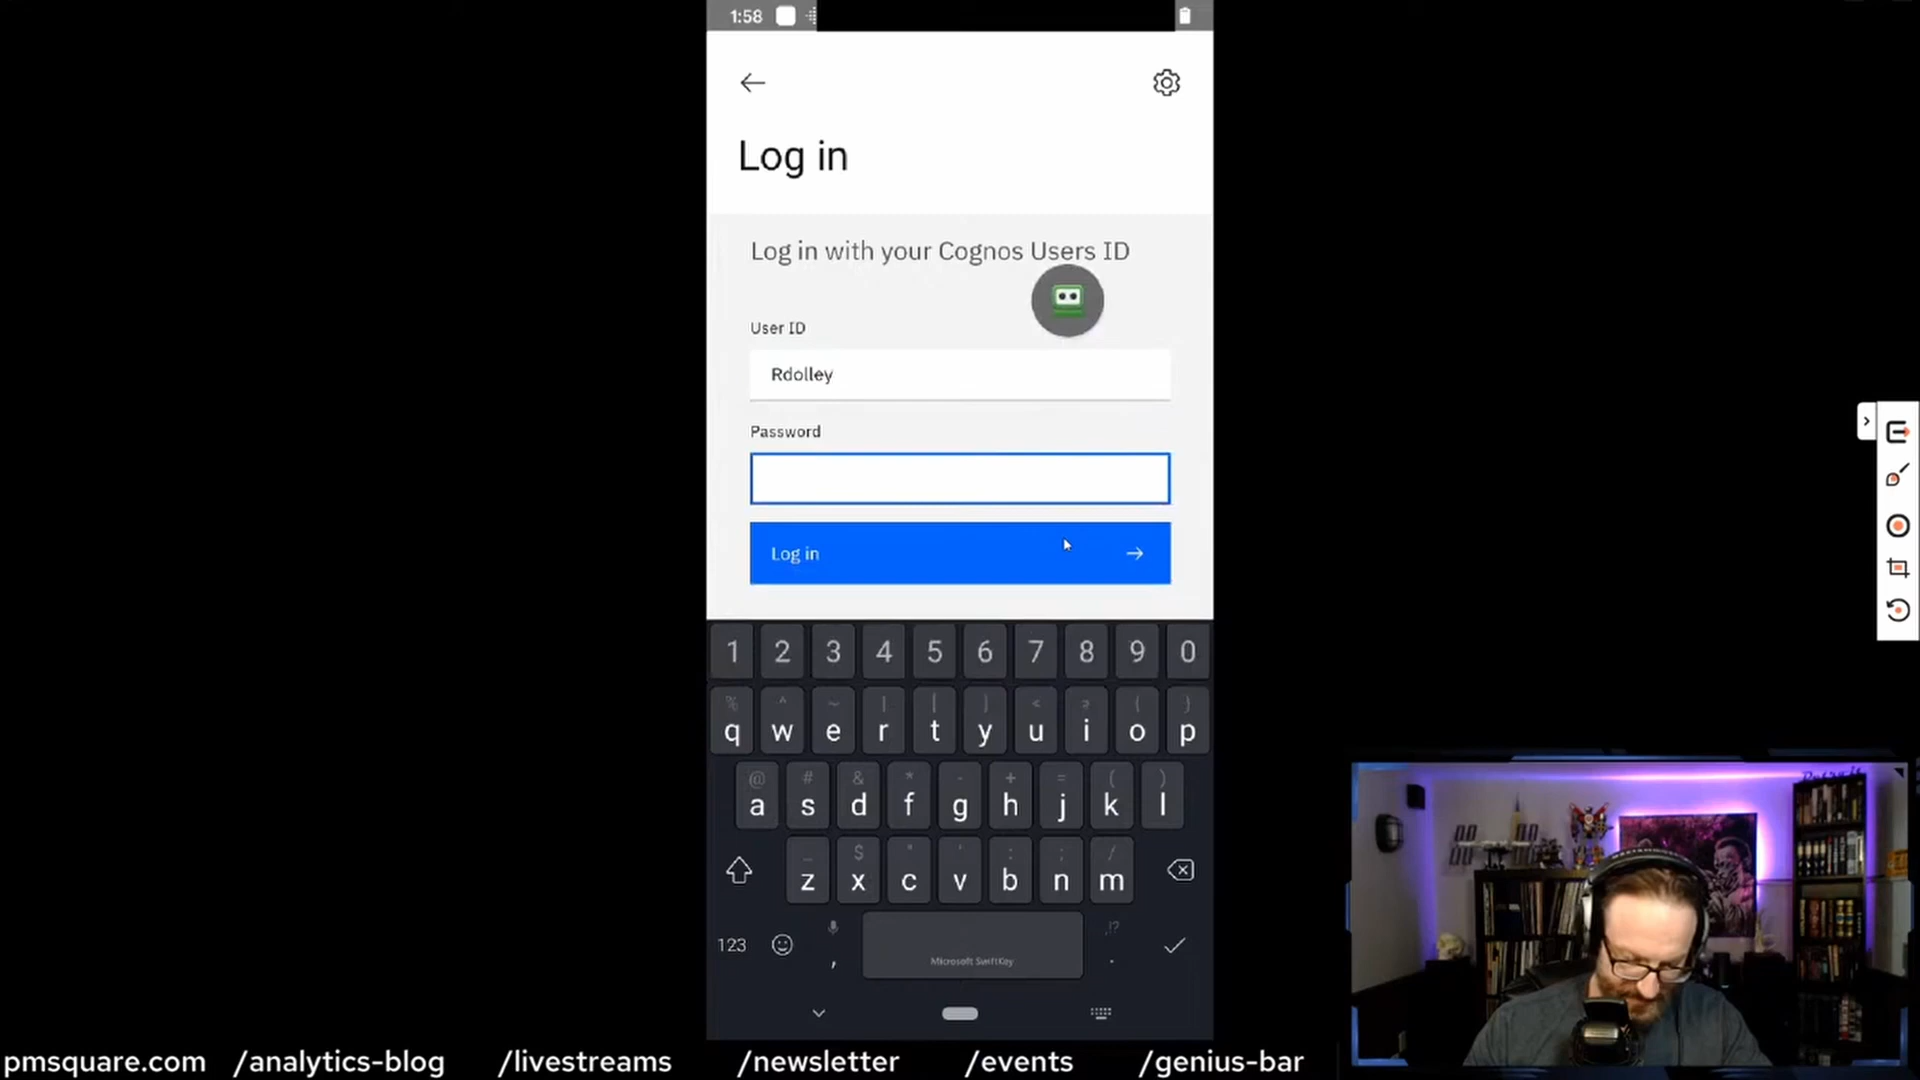 1:58
Log in
Log in with your Cognos Users ID
User ID
Rdolley
Password
Log in
1 2 3 4 5 6 7 8 9 0
q w e r t y u i o p
@ # & * - + = ( )
a s d f g h j k l
z x c v b n m
123 , Microsoft SwiftKey .
pmsquare.com /analytics-blog /livestreams /newsletter /events /genius-bar